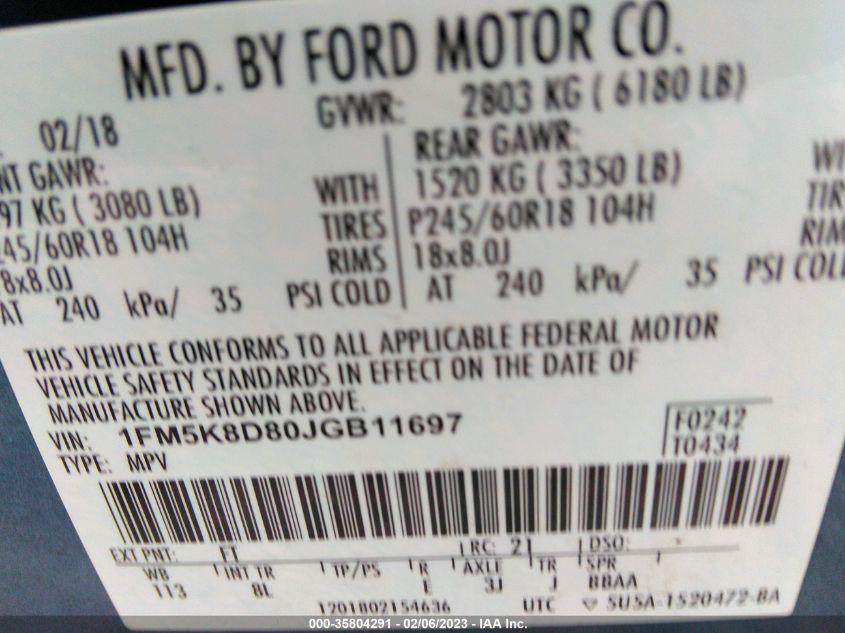 MFD. BY FORD MOTOR CO.
02/18 GVWR: 2803 KG ( 6180 LB)
NT GAWR: REAR GAWR:
97 KG ( 3080 LB) WITH 1520 KG ( 3350 LB) WI
245/60R18 104H TIRES P245/60R18 104H TIR
8x8.0J RIMS 18x8.0J RIM
AT 240 kPa/ 35 PSI COLD AT 240 kPa/ 35 PSI COLD
THIS VEHICLE CONFORMS TO ALL APPLICABLE FEDERAL MOTOR
VEHICLE SAFETY STANDARDS IN EFFECT ON THE DATE OF
MANUFACTURE SHOWN ABOVE.
VIN: 1FM5K8D80JGB11697 F0242
TYPE: MPV T0434
EXT PNT: FT RC: 21 DSO:
WB INT TR TP/PS R AXLE TR SPR
113 8L E 3J J BBAA
1201802154636 UTC 5U5A-1520472-BA
000-35804291 - 02/06/2023 - IAA Inc.